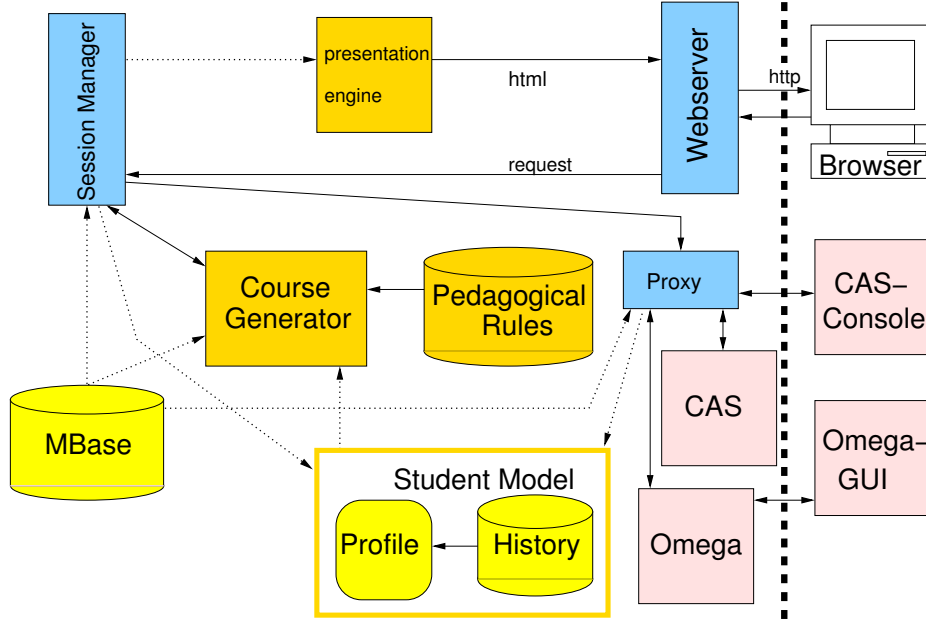 Session Manager
presentation
engine
html
Webserver
http
Browser
request
Course
Generator
Pedagogical
Rules
Proxy
CAS−
Console
MBase
CAS
Omega−
GUI
Student Model
Profile
History
Omega